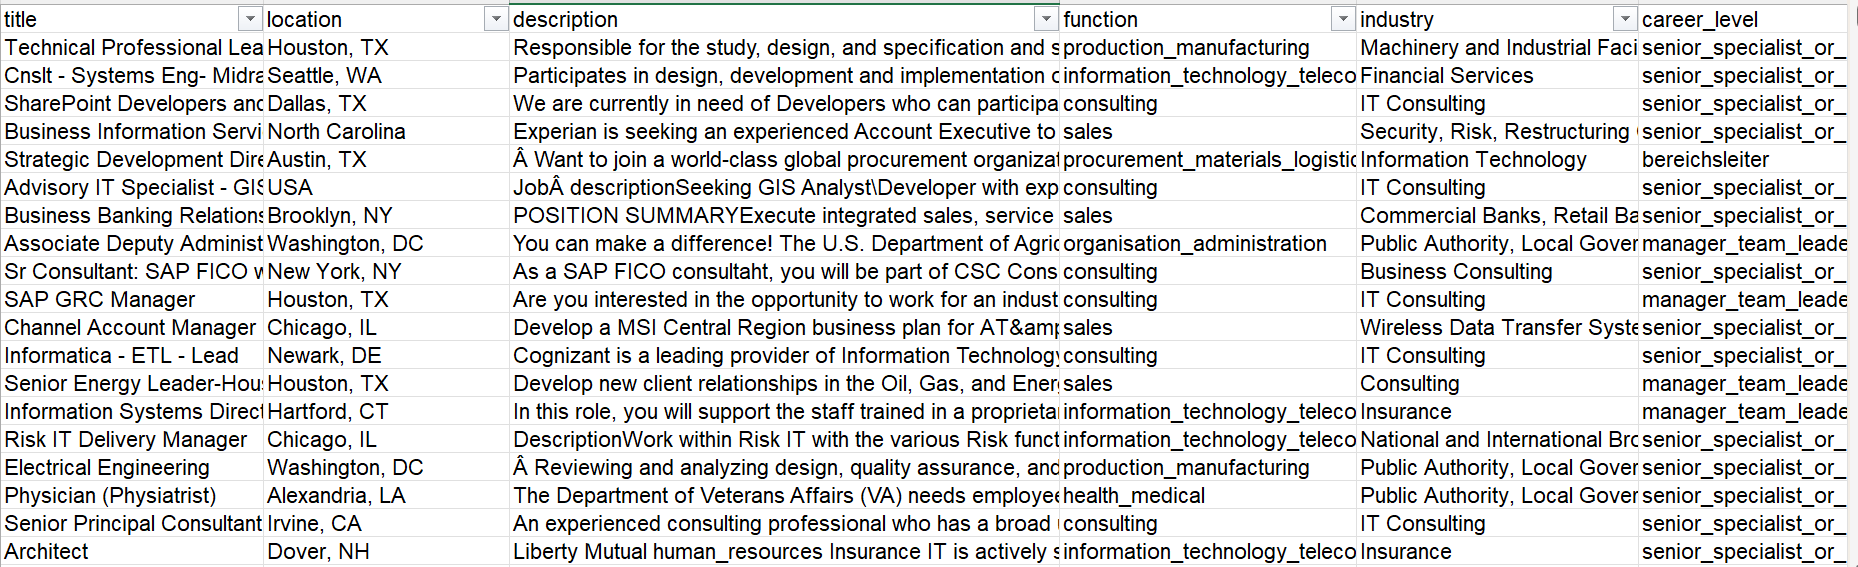 title location description function industry career_level
Technical Professional Lea Houston, TX Responsible for the study, design, and specification and s production_manufacturing Machinery and Industrial Faci senior_specialist_or_
Cnslt - Systems Eng- Midra Seattle, WA Participates in design, development and implementation o information_technology_teleco Financial Services senior_specialist_or_
SharePoint Developers and Dallas, TX We are currently in need of Developers who can participa consulting IT Consulting senior_specialist_or_
Business Information Servi North Carolina Experian is seeking an experienced Account Executive to sales Security, Risk, Restructuring senior_specialist_or_
Strategic Development Dire Austin, TX Â Want to join a world-class global procurement organizat procurement_materials_logistic Information Technology bereichsleiter
Advisory IT Specialist - GIS USA JobÂ descriptionSeeking GIS Analyst\Developer with exp consulting IT Consulting senior_specialist_or_
Business Banking Relations Brooklyn, NY POSITION SUMMARYExecute integrated sales, service sales Commercial Banks, Retail Ba senior_specialist_or_
Associate Deputy Administ Washington, DC You can make a difference! The U.S. Department of Agric organisation_administration Public Authority, Local Gover manager_team_leade
Sr Consultant: SAP FICO w New York, NY As a SAP FICO consultaht, you will be part of CSC Cons consulting Business Consulting senior_specialist_or_
SAP GRC Manager Houston, TX Are you interested in the opportunity to work for an indust consulting IT Consulting manager_team_leade
Channel Account Manager Chicago, IL Develop a MSI Central Region business plan for AT&amp sales Wireless Data Transfer Syste senior_specialist_or_
Informatica - ETL - Lead Newark, DE Cognizant is a leading provider of Information Technology consulting IT Consulting senior_specialist_or_
Senior Energy Leader-Hous Houston, TX Develop new client relationships in the Oil, Gas, and Ener sales Consulting manager_team_leade
Information Systems Direct Hartford, CT In this role, you will support the staff trained in a proprieta information_technology_teleco Insurance manager_team_leade
Risk IT Delivery Manager Chicago, IL DescriptionWork within Risk IT with the various Risk funct information_technology_teleco National and International Bro senior_specialist_or_
Electrical Engineering Washington, DC Â Reviewing and analyzing design, quality assurance, and production_manufacturing Public Authority, Local Gover senior_specialist_or_
Physician (Physiatrist) Alexandria, LA The Department of Veterans Affairs (VA) needs employee health_medical Public Authority, Local Gover senior_specialist_or_
Senior Principal Consultant Irvine, CA An experienced consulting professional who has a broad consulting IT Consulting senior_specialist_or_
Architect Dover, NH Liberty Mutual human_resources Insurance IT is actively s information_technology_teleco Insurance senior_specialist_or_